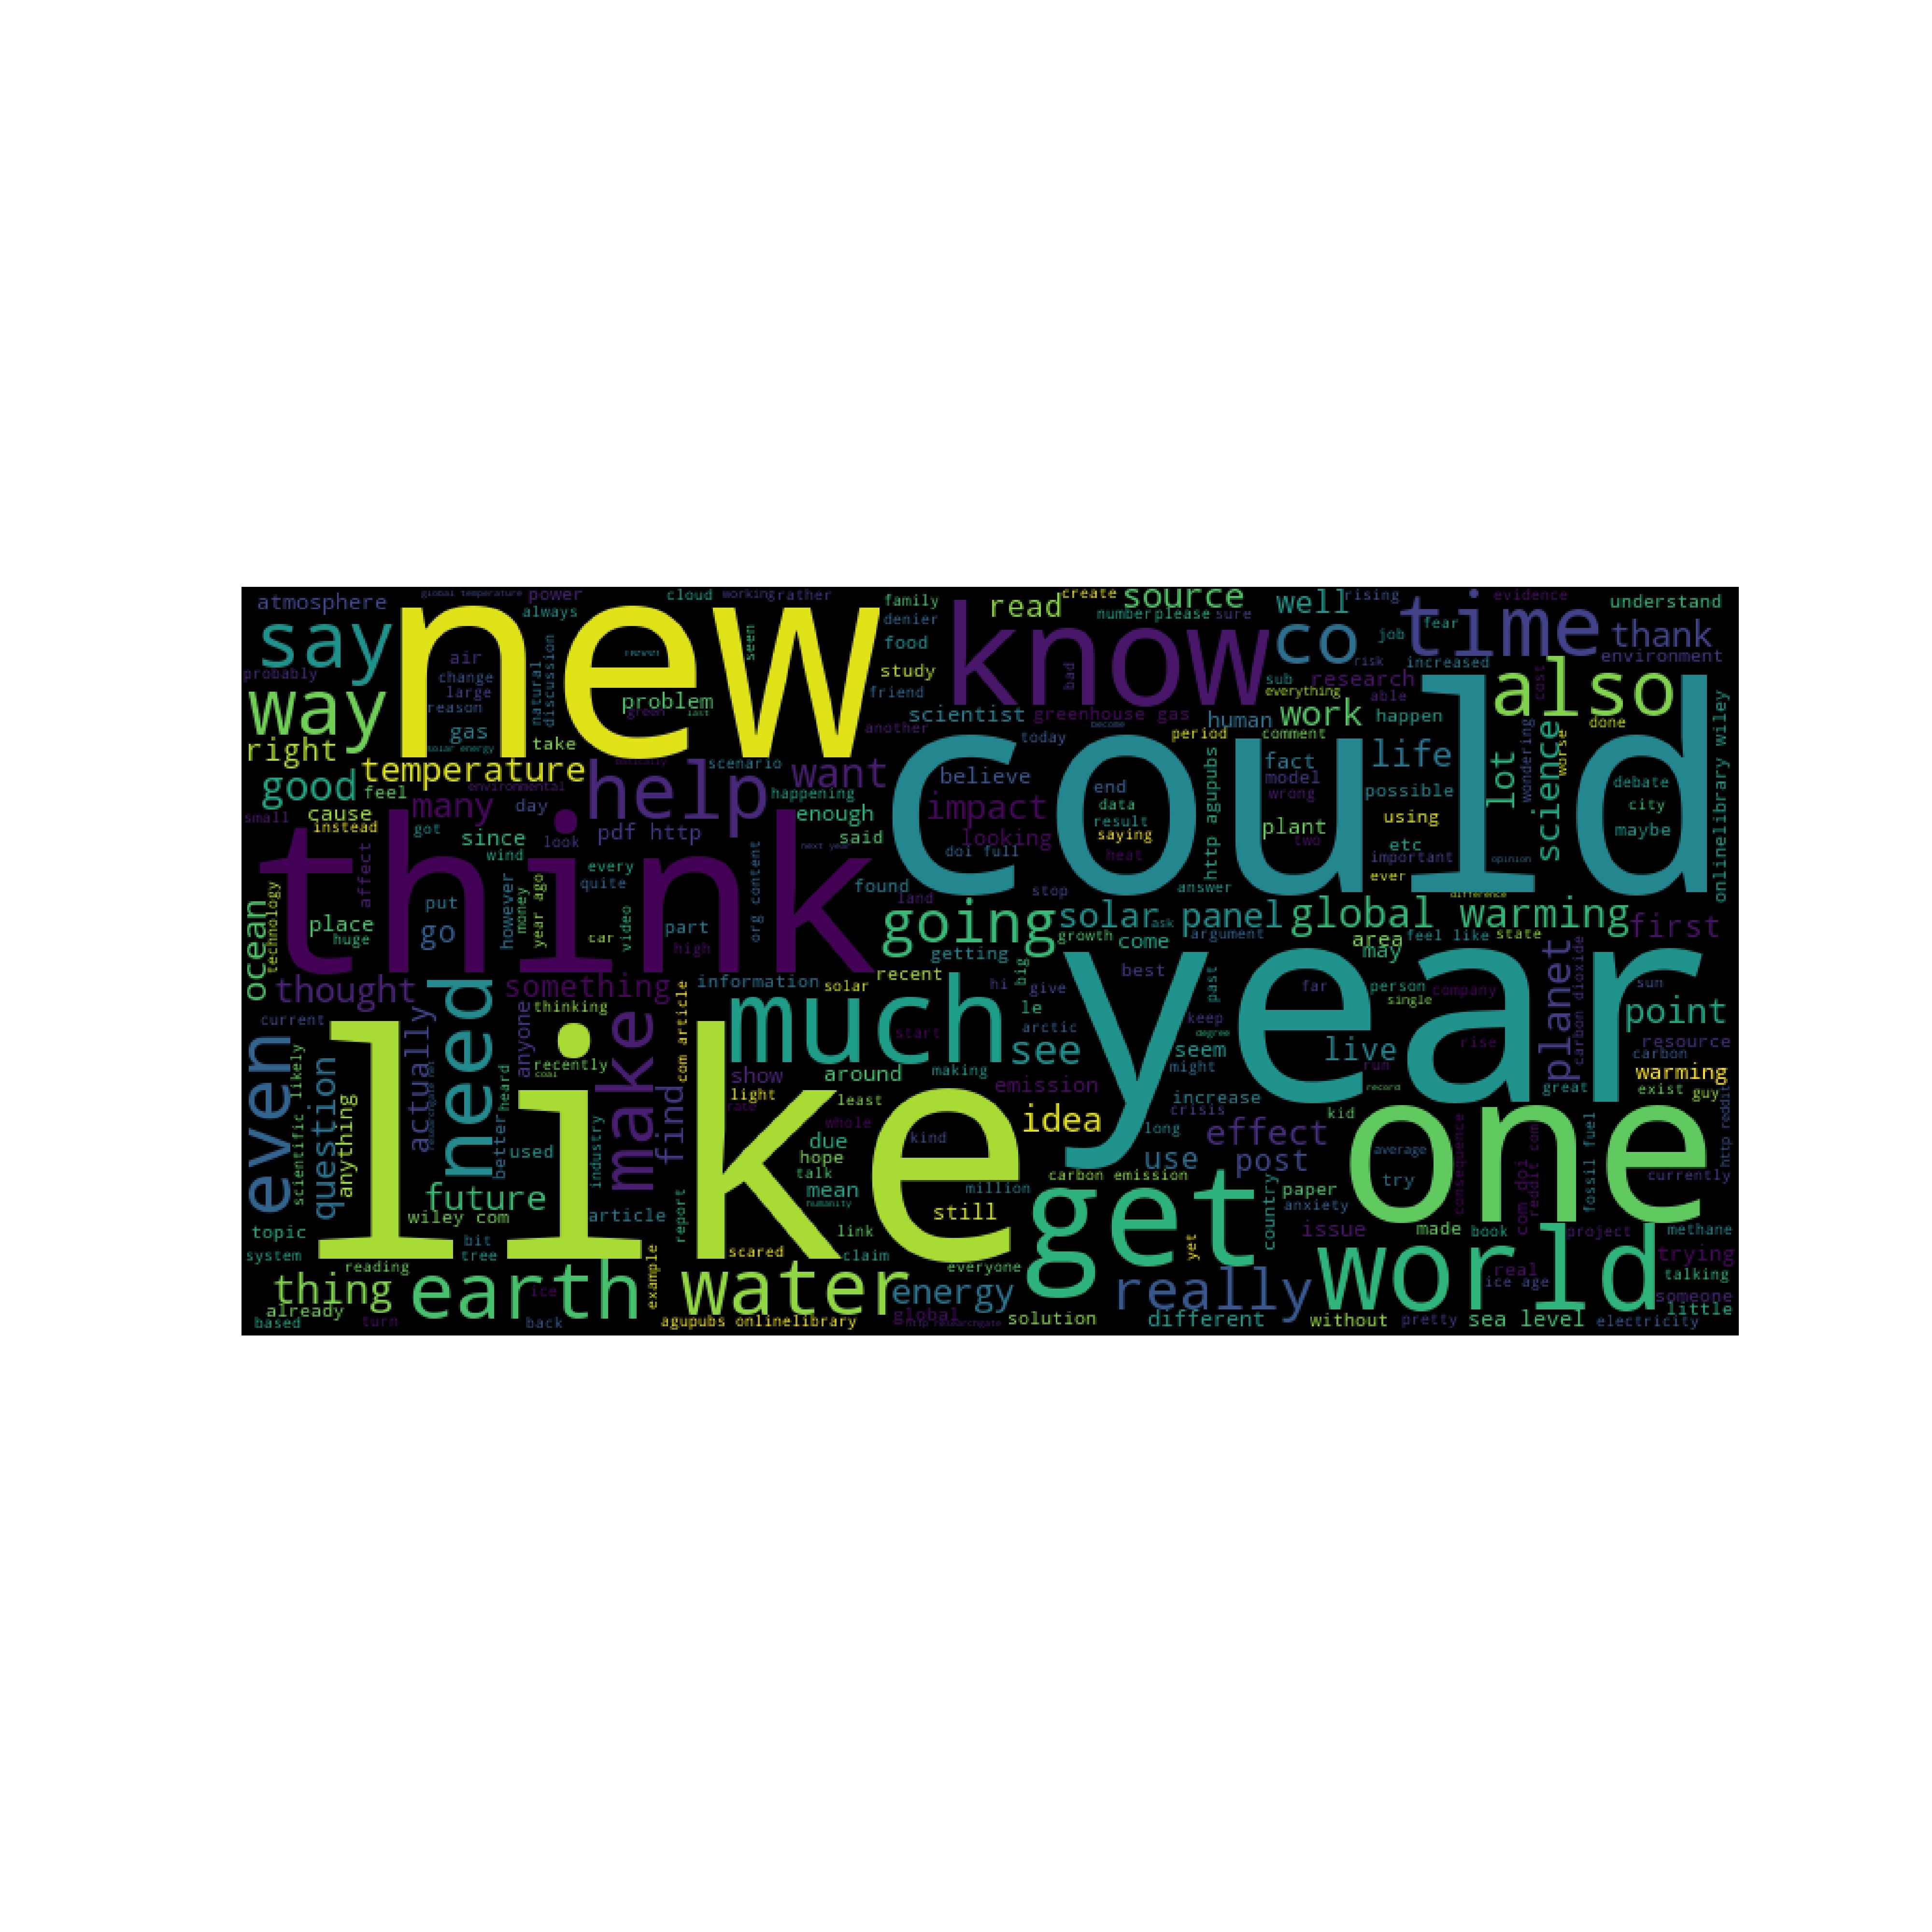 new
could
like
year
think
know
one
world
get
much
time
also
say
way
help
co
need
even
make
water
earth
really
going
solar panel
global warming
planet
point
life
work
science
lot
well
thank
source
read
atmosphere
right
good
temperature
many
want
impact
ocean
thought
something
thing
future
question
actually
find
anyone
see
live
idea
effect
use
post
energy
different
sea level
first
global temperature
power
always
cloud
working
rather
family
denier
food
study
friend
create
number
please
sure
rising
evidence
understand
environment
job
fear
risk
increased
research
able
sub
everything
cost
done
worse
wondering
onlinelibrary wiley
probably
air
change
large
reason
natural
discussion
seen
problem
green
last
another
scientist
greenhouse gas
human
happen
bad
become
today
period
comment
gas
take
solar energy
scenario
environmental
happening
believe
end
data
result
saying
heat
fact
model
wrong
possible
using
etc
important
opinion
debate
city
maybe
small
cause
instead
feel
day
got
since
wind
look
pdf http
enough
said
looking
doi full
http agupubs
plant
two
ever
difference
next year
every
quite
found
land
stop
answer
affect
technology
place
huge
put
go
however
money
year ago
car
video
part
high
org content
growth
come
ask
argument
area
may
feel like
state
getting
recent
big
best
past
far
person
single
company
carbon dioxide
sun
information
solar
hi
give
le
arctic
keep
degree
seem
might
start
current
thinking
recently
coal
com article
show
light
rate
around
least
making
emission
increase
crisis
long
run
record
rise
great
resource
carbon
warming
exist
guy
http reddit
scientific
likely
anything
better
heard
used
industry
whole
due
hope
talk
mean
kind
million
humanity
carbon emission
kid
average
try
consequence
reddit com
com doi
fossil fuel
currently
topic
system
wiley com
bit
tree
article
report
link
claim
still
scared
everyone
yet
country
paper
anxiety
issue
made
book
project
methane
trying
real
ice age
someone
talking
little
reading
already
based
turn
ice
back
example
agupubs onlinelibrary
global
solution
without
pretty
electricity